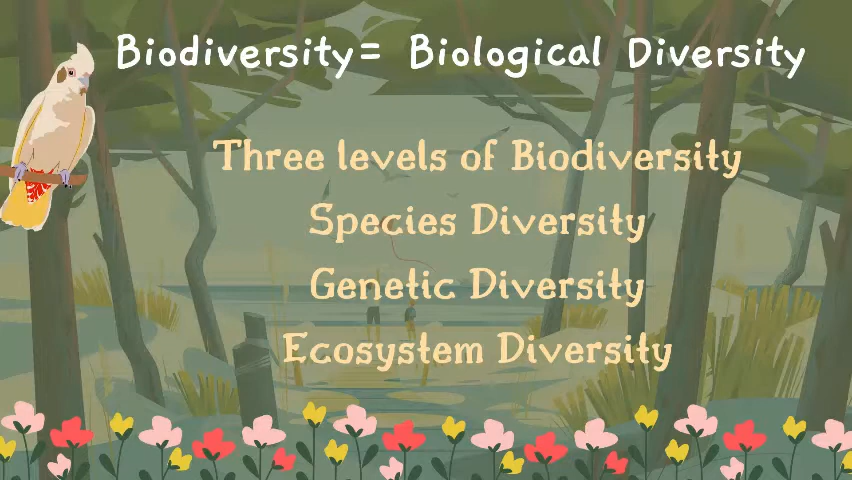 Biodiversity= Biological Diversity
Three levels of Biodiversity
Species Diversity
Genetic Diversity
Ecosystem Diversity